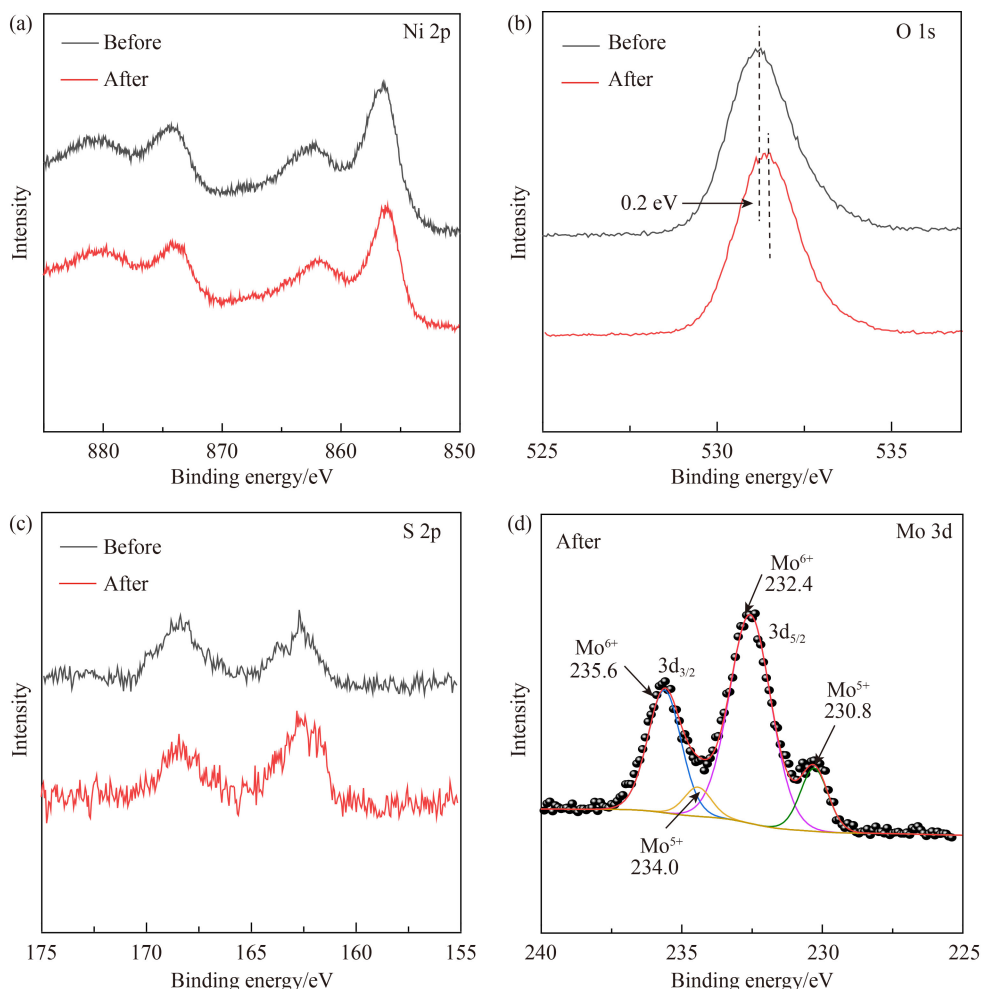 (a)
Ni 2p
Before
After
Intensity
880
870
860
850
Binding energy/eV
(b)
O 1s
Before
After
0.2 eV
Intensity
525
530
535
Binding energy/eV
(c)
S 2p
Before
After
Intensity
175
170
165
160
155
Binding energy/eV
(d)
After
Mo 3d
Mo⁶⁺
232.4
3d₅/₂
Mo⁶⁺
235.6
3d₃/₂
Mo⁵⁺
230.8
Mo⁵⁺
234.0
Intensity
240
235
230
225
Binding energy/eV